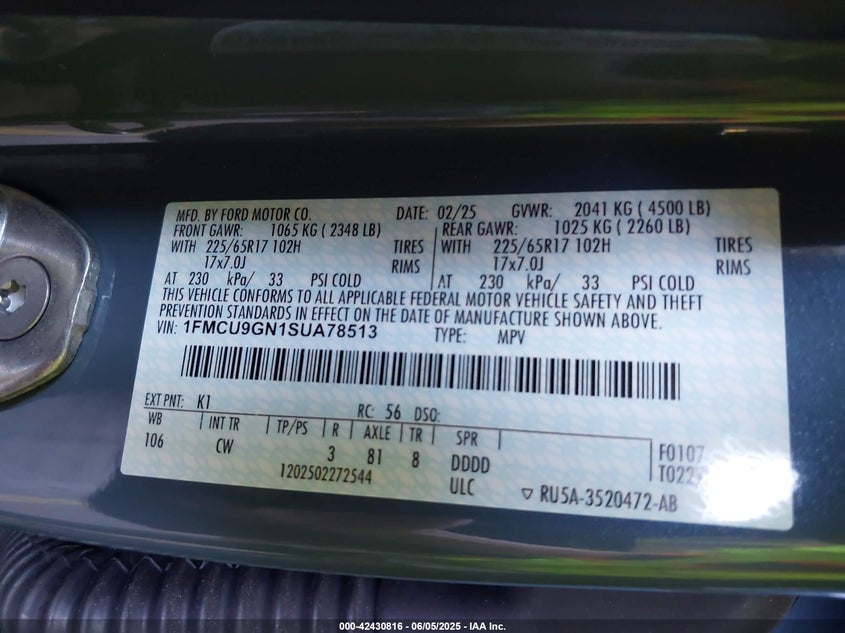 MFD. BY FORD MOTOR CO. DATE: 02/25 GVWR: 2041 KG ( 4500 LB)
FRONT GAWR: 1065 KG ( 2348 LB) REAR GAWR: 1025 KG ( 2260 LB)
WITH 225/65R17 102H TIRES WITH 225/65R17 102H TIRES
17x7.0J RIMS 17x7.0J RIMS
AT 230 kPa/ 33 PSI COLD AT 230 kPa/ 33 PSI COLD
THIS VEHICLE CONFORMS TO ALL APPLICABLE FEDERAL MOTOR VEHICLE SAFETY AND THEFT
PREVENTION STANDARDS IN EFFECT ON THE DATE OF MANUFACTURE SHOWN ABOVE.
VIN: 1FMCU9GN1SUA78513 TYPE: MPV
EXT PNT: K1 RC: 56 DSO:
WB INT TR TP/PS R AXLE TR SPR F0107
106 CW 3 81 8 DDDD
1202502272544 ULC ▽ RU5A-3520472-AB
000-42430816 - 06/05/2025 - IAA Inc.